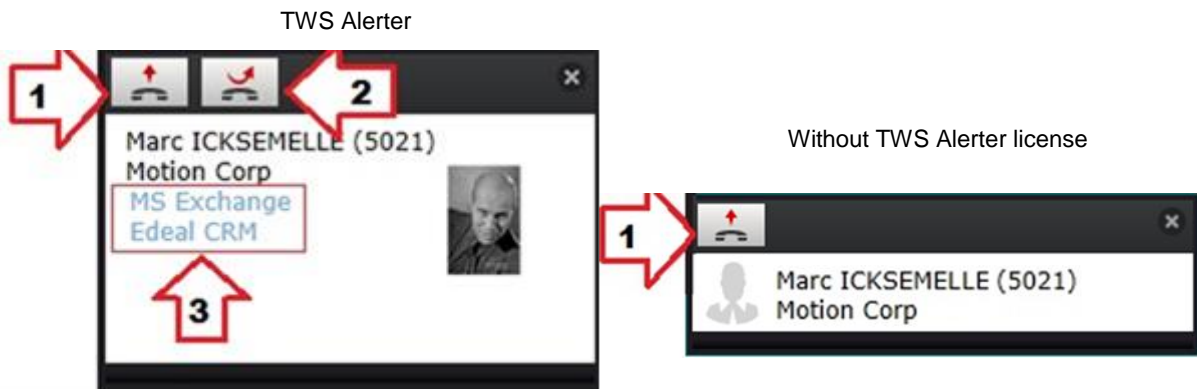 TWS Alerter
1
2
Marc ICKSEMELLE (5021)
Motion Corp
MS Exchange
Edeal CRM
3
Without TWS Alerter license
1
Marc ICKSEMELLE (5021)
Motion Corp